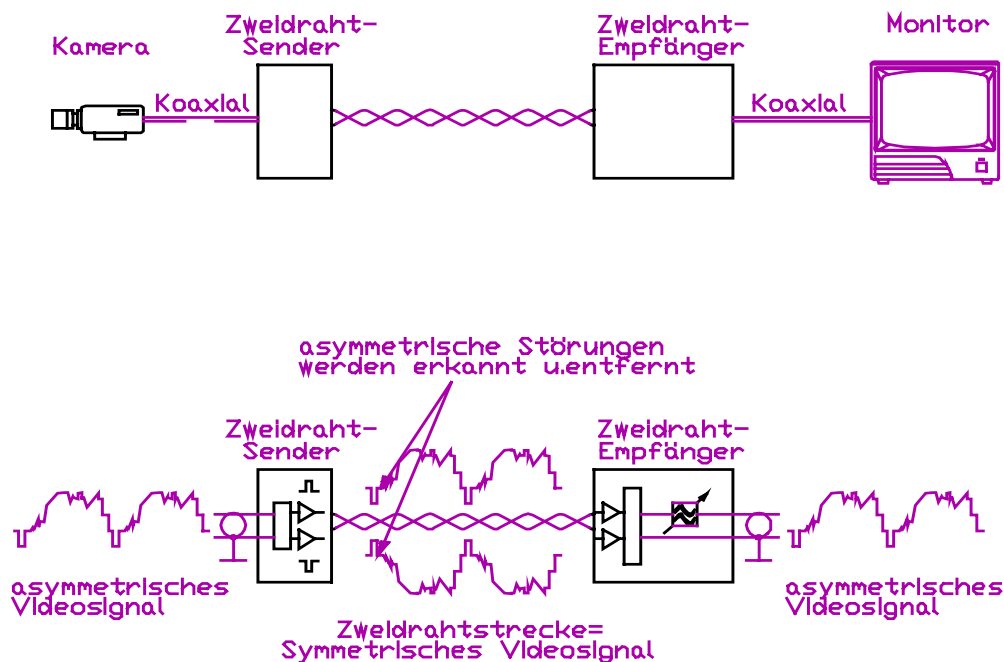 Kamera
Zweidraht-
Sender
Zweidraht-
Empfänger
Monitor
Koaxial
Koaxial
asymmetrische Störungen
werden erkannt u.entfernt
Zweidraht-
Sender
Zweidraht-
Empfänger
asymmetrisches
Videosignal
asymmetrisches
Videosignal
Zweidrahtstrecke=
Symmetrisches Videosignal